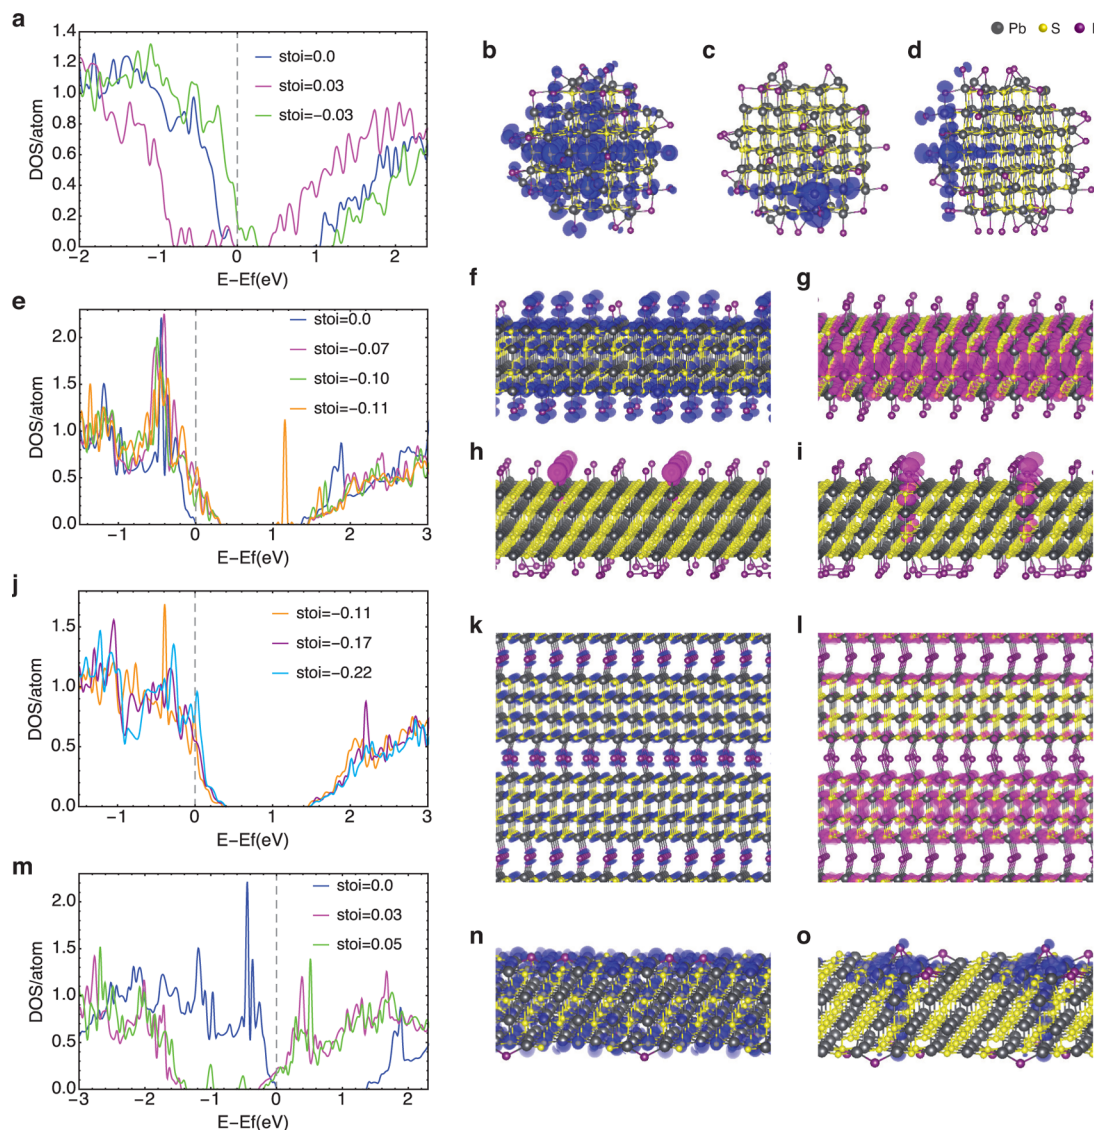 a
1.4
1.2
1.0
0.8
0.6
0.4
0.2
0.0
−2
−1
0
1
2
DOS/atom
E−Ef(eV)
stoi=0.0
stoi=0.03
stoi=−0.03
b
c
d
Pb
S
e
2.0
1.5
1.0
0.5
0.0
−1
0
1
2
3
DOS/atom
E−Ef(eV)
stoi=0.0
stoi=−0.07
stoi=−0.10
stoi=−0.11
f
g
h
i
j
1.5
1.0
0.5
0.0
−1
0
1
2
3
DOS/atom
E−Ef(eV)
stoi=−0.11
stoi=−0.17
stoi=−0.22
k
l
m
2.0
1.5
1.0
0.5
0.0
−3
−2
−1
0
1
2
DOS/atom
E−Ef(eV)
stoi=0.0
stoi=0.03
stoi=0.05
n
o